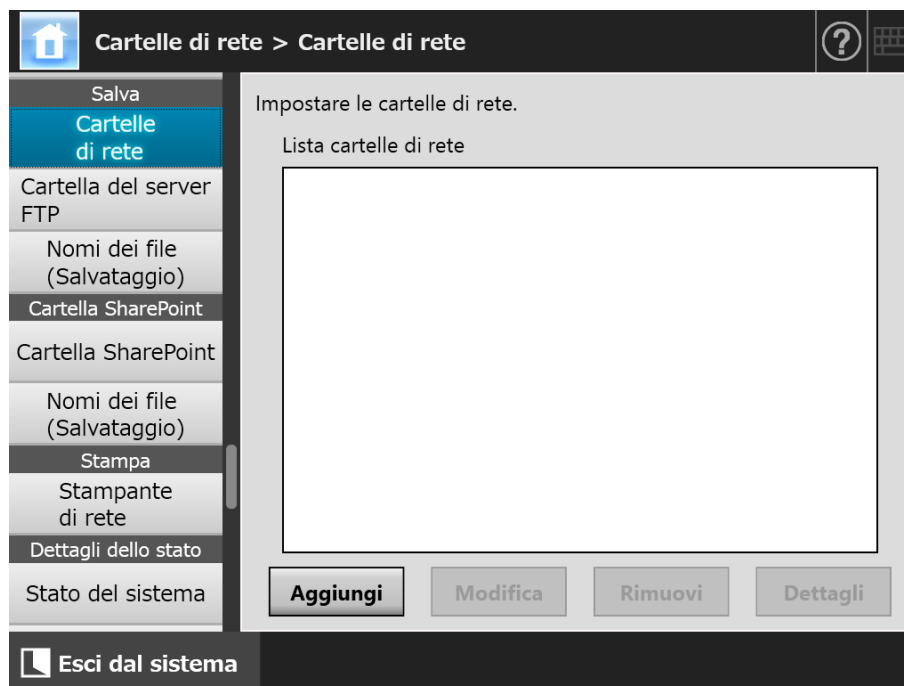 Cartelle di rete > Cartelle di rete
?
Salva
Cartelle
di rete
Cartella del server
FTP
Nomi dei file
(Salvataggio)
Cartella SharePoint
Cartella SharePoint
Nomi dei file
(Salvataggio)
Stampa
Stampante
di rete
Dettagli dello stato
Stato del sistema
Impostare le cartelle di rete.
Lista cartelle di rete
Aggiungi
Modifica
Rimuovi
Dettagli
Esci dal sistema